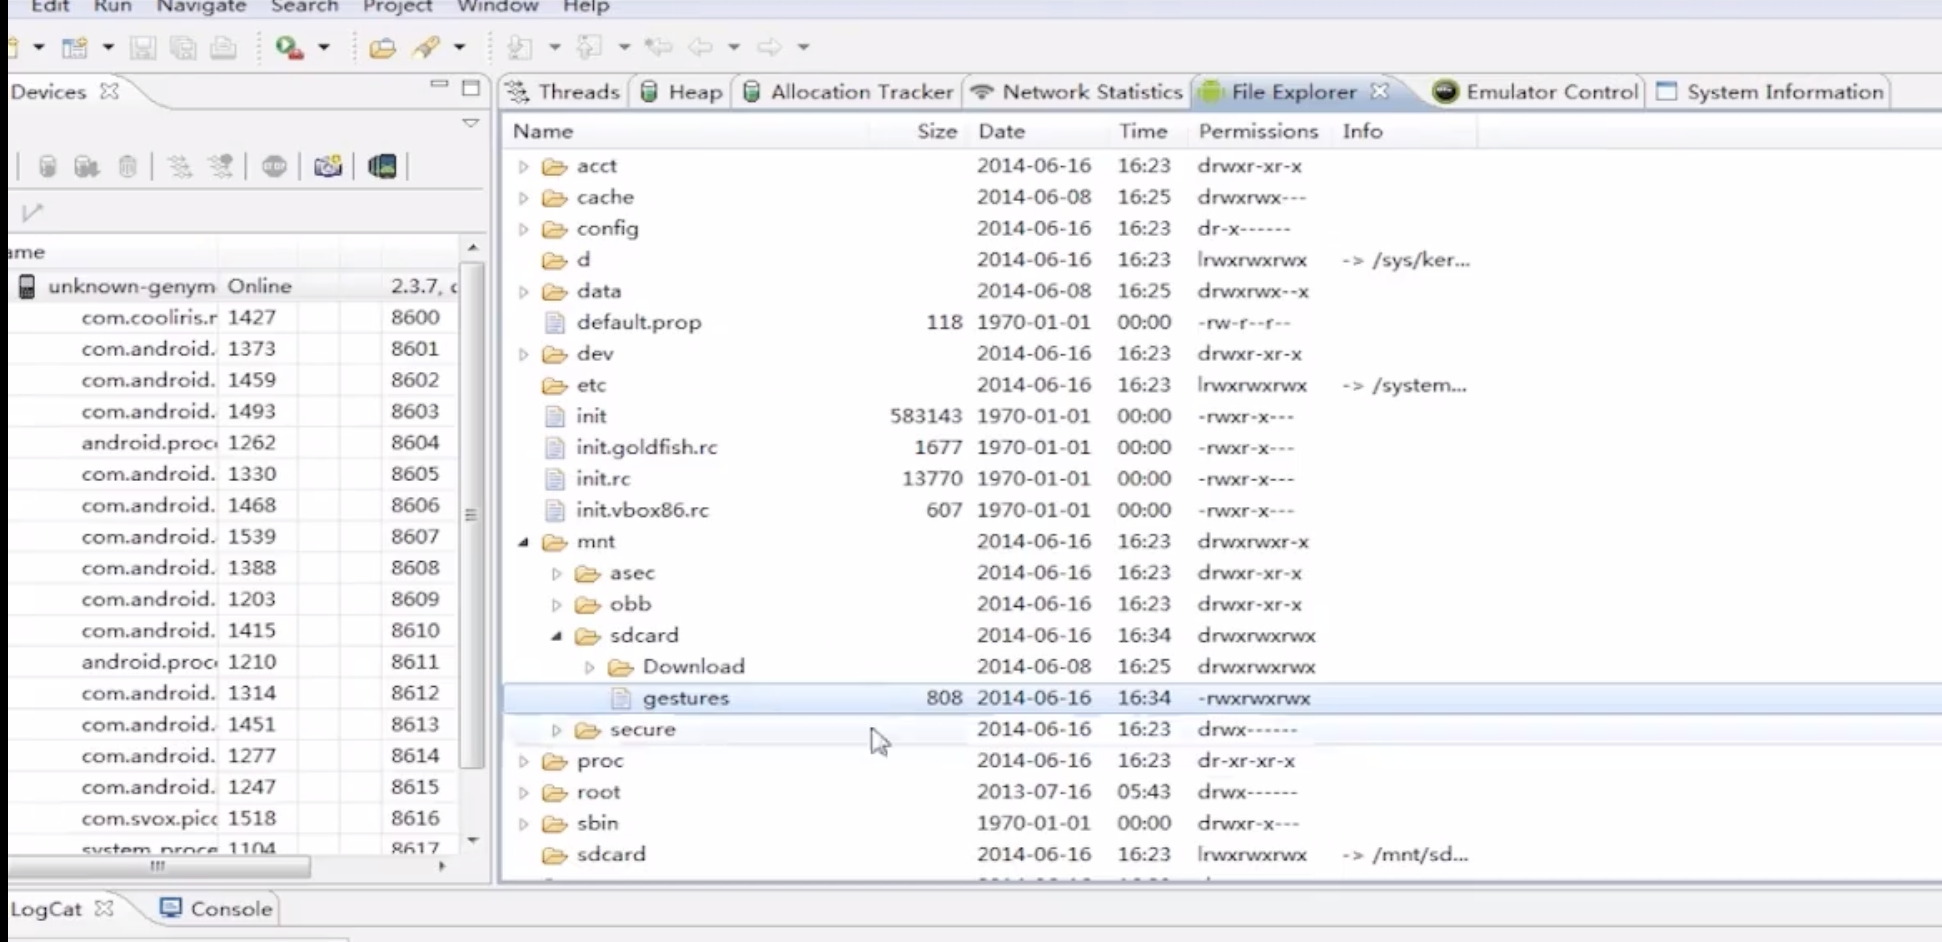 Edit Run Navigate Search Project Window Help
Devices
Threads Heap Allocation Tracker Network Statistics File Explorer Emulator Control System Information
ame
unknown-genym Online 2.3.7, c
com.cooliris.r 1427 8600
com.android. 1373 8601
com.android. 1459 8602
com.android. 1493 8603
android.proc 1262 8604
com.android. 1330 8605
com.android. 1468 8606
com.android. 1539 8607
com.android. 1388 8608
com.android. 1203 8609
com.android. 1415 8610
android.proc 1210 8611
com.android. 1314 8612
com.android. 1451 8613
com.android. 1277 8614
com.android. 1247 8615
com.svox.pic 1518 8616
system_proce 1104 8617
Name Size Date Time Permissions Info
acct 2014-06-16 16:23 drwxr-xr-x
cache 2014-06-08 16:25 drwxrwx---
config 2014-06-16 16:23 dr-x------
d 2014-06-16 16:23 lrwxrwxrwx -> /sys/ker...
data 2014-06-08 16:25 drwxrwx--x
default.prop 118 1970-01-01 00:00 -rw-r--r--
dev 2014-06-16 16:23 drwxr-xr-x
etc 2014-06-16 16:23 lrwxrwxrwx -> /system...
init 583143 1970-01-01 00:00 -rwxr-x---
init.goldfish.rc 1677 1970-01-01 00:00 -rwxr-x---
init.rc 13770 1970-01-01 00:00 -rwxr-x---
init.vbox86.rc 607 1970-01-01 00:00 -rwxr-x---
mnt 2014-06-16 16:23 drwxrwxr-x
asec 2014-06-16 16:23 drwxr-xr-x
obb 2014-06-16 16:23 drwxr-xr-x
sdcard 2014-06-16 16:34 drwxrwxrwx
Download 2014-06-08 16:25 drwxrwxrwx
gestures 808 2014-06-16 16:34 -rwxrwxrwx
secure 2014-06-16 16:23 drwx------
proc 2014-06-16 16:23 dr-xr-xr-x
root 2013-07-16 05:43 drwx------
sbin 1970-01-01 00:00 drwxr-x---
sdcard 2014-06-16 16:23 lrwxrwxrwx -> /mnt/sd...
LogCat Console